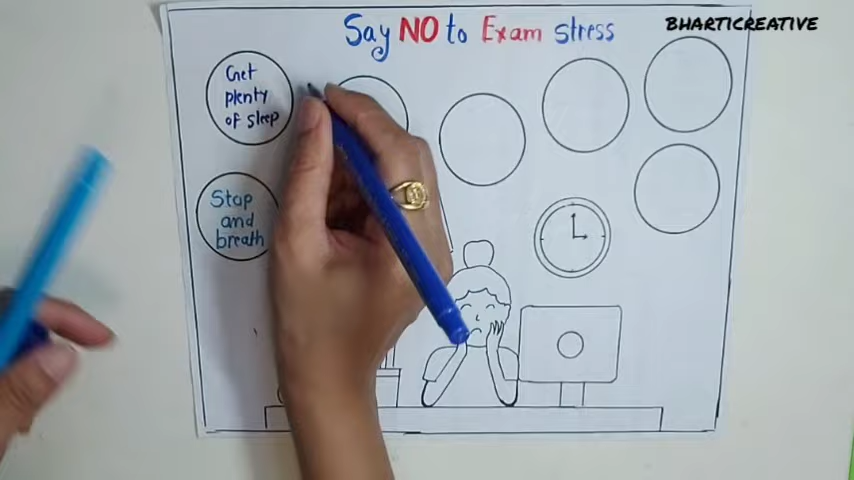 Say NO to Exam stress
BHARTICREATIVE
Get
plenty
of sleep
Stop
and
breath